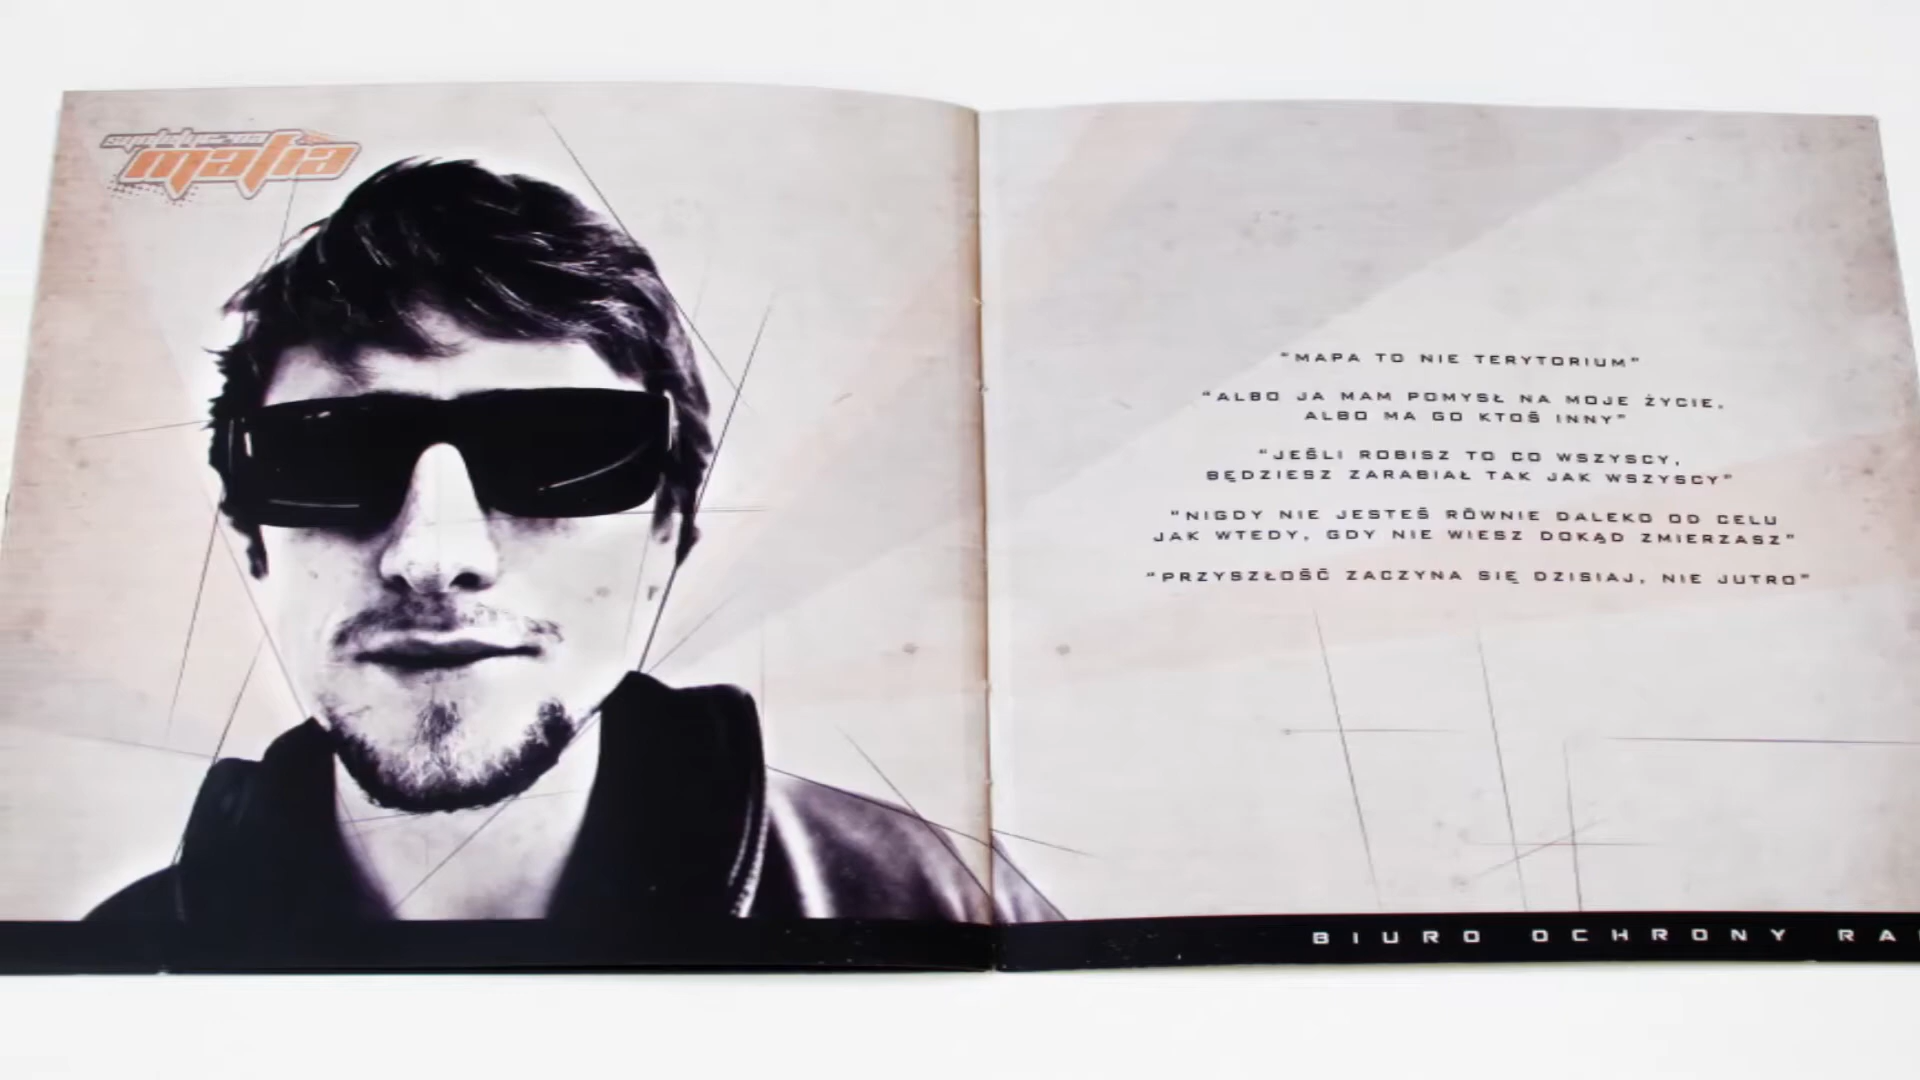 syntetyczna
mafia
"MAPA TO NIE TERYTORIUM"
"ALBO JA MAM POMYSŁ NA MOJE ŻYCIE,
ALBO MA GO KTOŚ INNY"
"JEŚLI ROBISZ TO CO WSZYSCY,
BĘDZIESZ ZARABIAŁ TAK JAK WSZYSCY"
"NIGDY NIE JESTEŚ RÓWNIE DALEKO OD CELU
JAK WTEDY, GDY NIE WIESZ DOKĄD ZMIERZASZ"
"PRZYSZŁOŚĆ ZACZYNA SIĘ DZISIAJ, NIE JUTRO"
BIURO OCHRONY RA